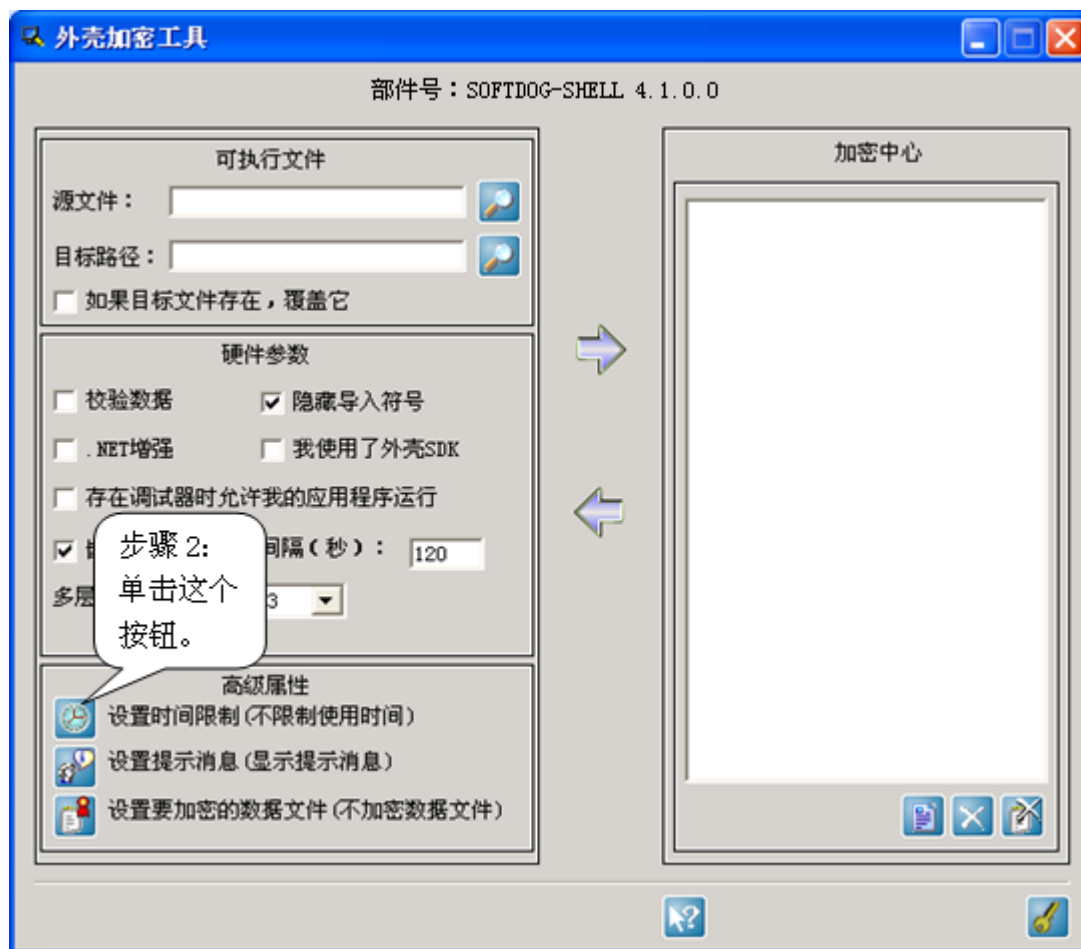 外壳加密工具
部件号：SOFTDOG-SHELL 4.1.0.0
可执行文件
源文件：
目标路径：
如果目标文件存在，覆盖它
硬件参数
校验数据 隐藏导入符号
.NET增强 我使用了外壳SDK
存在调试器时允许我的应用程序运行
间隔(秒)： 120
多层 3
步骤 2:
单击这个
按钮。
高级属性
设置时间限制(不限制使用时间)
设置提示消息(显示提示消息)
设置要加密的数据文件(不加密数据文件)
加密中心